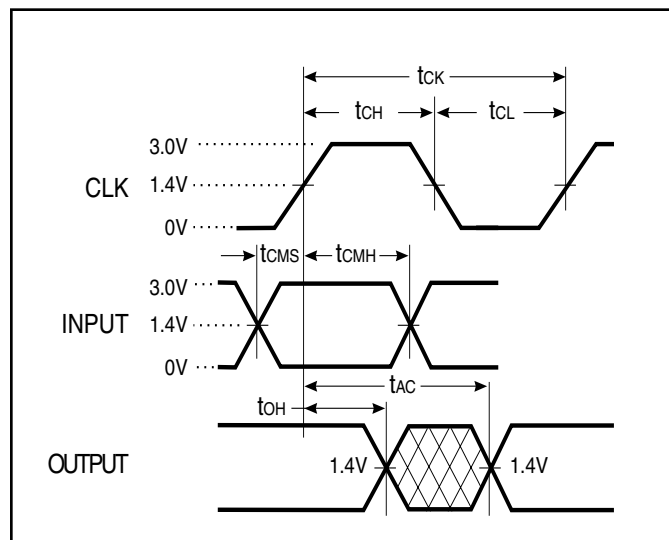 tCK
tCH tCL
3.0V
CLK 1.4V
0V
tCMS tCMH
3.0V
INPUT 1.4V
0V
tAC
tOH
OUTPUT 1.4V 1.4V